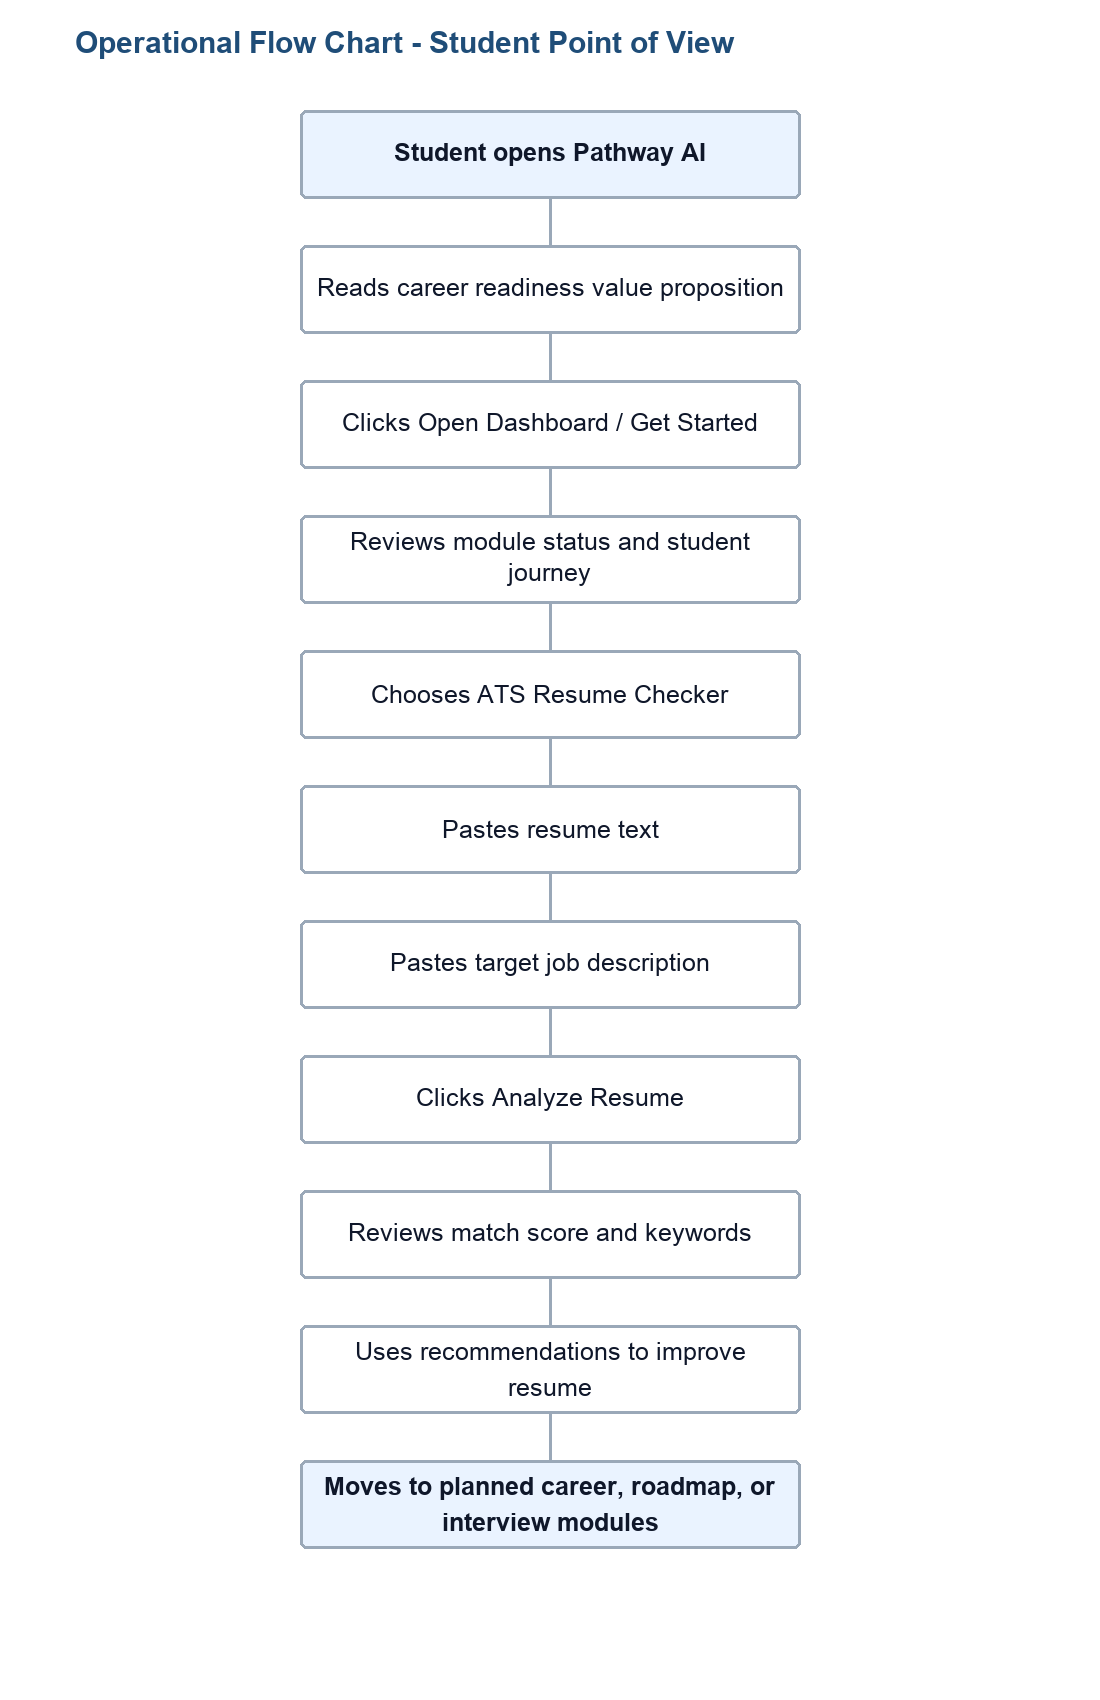 Operational Flow Chart - Student Point of View
Student opens Pathway AI
Reads career readiness value proposition
Clicks Open Dashboard / Get Started
Reviews module status and student
journey
Chooses ATS Resume Checker
Pastes resume text
Pastes target job description
Clicks Analyze Resume
Reviews match score and keywords
Uses recommendations to improve
resume
Moves to planned career, roadmap, or
interview modules